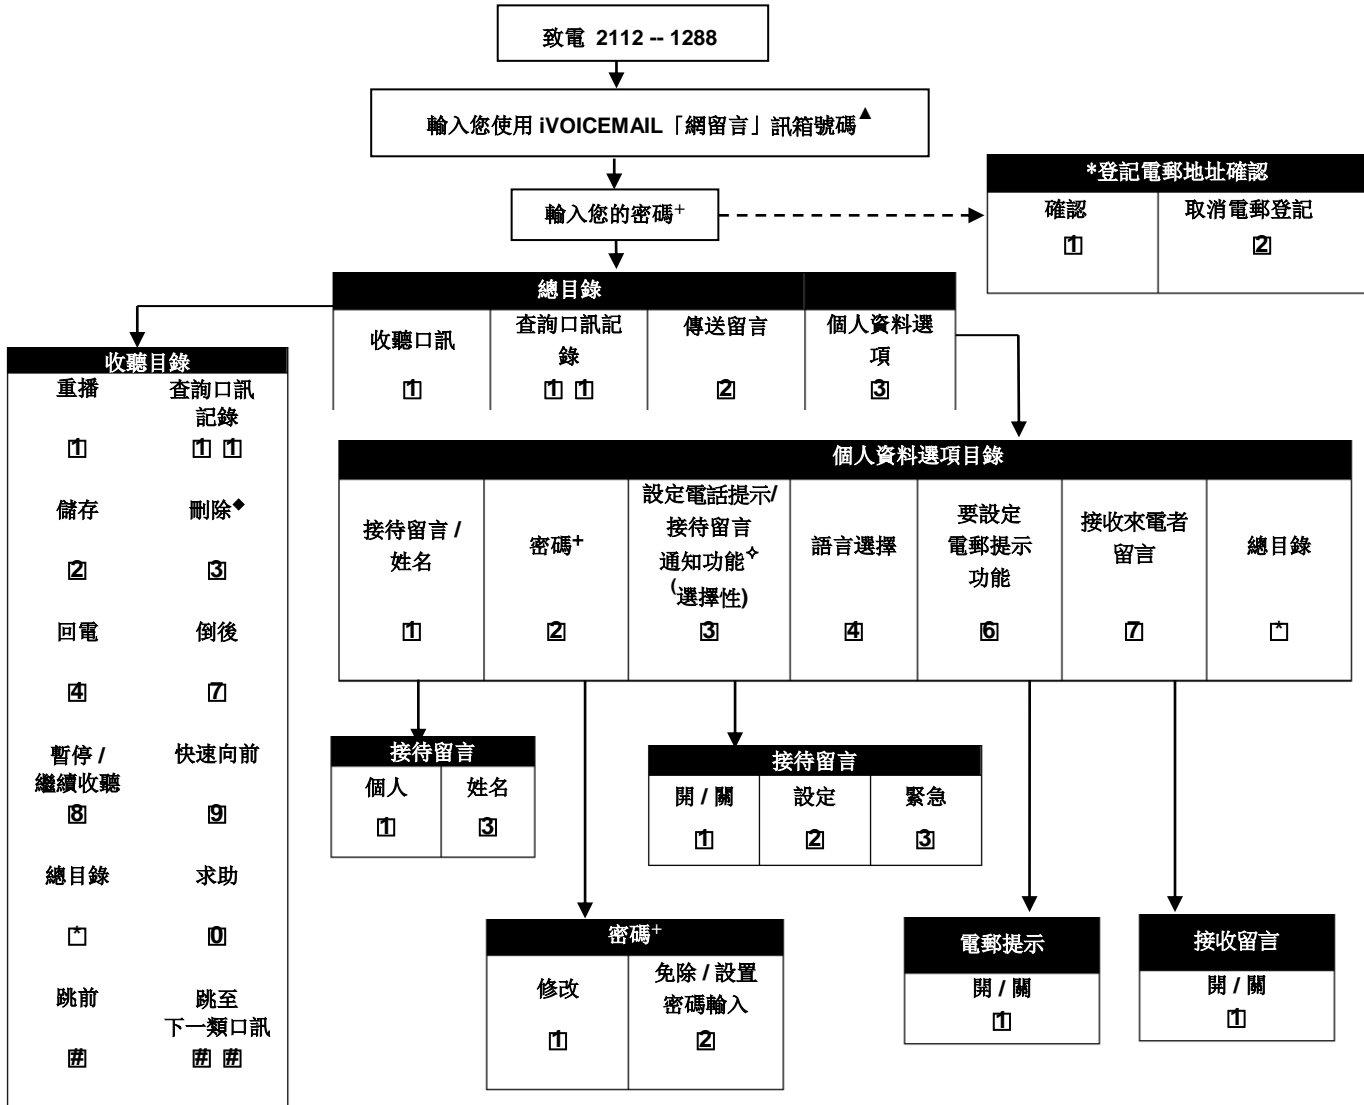 致電 2112 -- 1288
輸入您使用 iVOICEMAIL「網留言」訊箱號碼▲
輸入您的密碼+
*登記電郵地址確認
確認 取消電郵登記
1 2
總目錄
收聽口訊 查詢口訊記 傳送留言 個人資料選
錄 項
1 1 1 2 3
收聽目錄
重播 查詢口訊
記錄
1 1 1
儲存 刪除◆
2 3
回電 倒後
4 7
暫停 / 快速向前
繼續收聽
8 9
總目錄 求助
* 0
跳前 跳至
下一類口訊
# # #
個人資料選項目錄
接待留言 /
姓名
1
密碼+
2
設定電話提示/
接待留言
通知功能✧
(選擇性)
3
語言選擇
4
要設定
電郵提示
功能
6
接收來電者
留言
7
總目錄
*
接待留言
個人 姓名
1 3
接待留言
開 / 關 設定 緊急
1 2 3
密碼+
修改 免除 / 設置
密碼輸入
1 2
電郵提示
開 / 關
1
接收留言
開 / 關
1